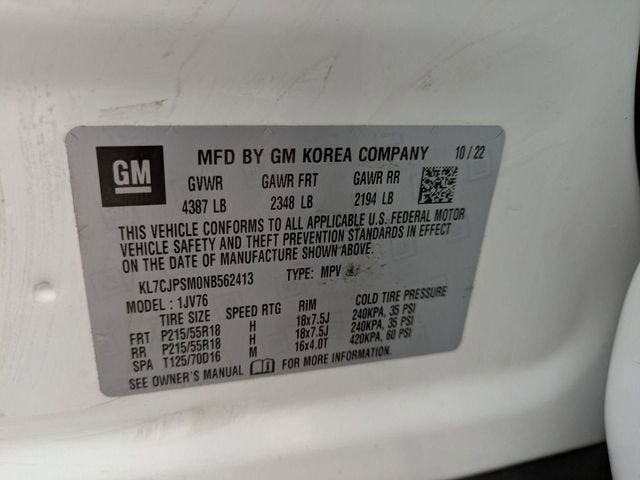 GM MFD BY GM KOREA COMPANY 10 / 22
GVWR GAWR FRT GAWR RR
4387 LB 2348 LB 2194 LB
THIS VEHICLE CONFORMS TO ALL APPLICABLE U.S. FEDERAL MOTOR
VEHICLE SAFETY AND THEFT PREVENTION STANDARDS IN EFFECT
ON THE DATE OF MANUFACTURE SHOWN ABOVE.
KL7CJPSM0NB562413 TYPE: MPV
MODEL : 1JV76
TIRE SIZE SPEED RTG RIM COLD TIRE PRESSURE
FRT P215/55R18 H 18x7.5J 240KPA, 35 PSI
RR P215/55R18 H 18x7.5J 240KPA, 35 PSI
SPA T125/70D16 M 16x4.0T 420KPA, 60 PSI
SEE OWNER'S MANUAL FOR MORE INFORMATION.